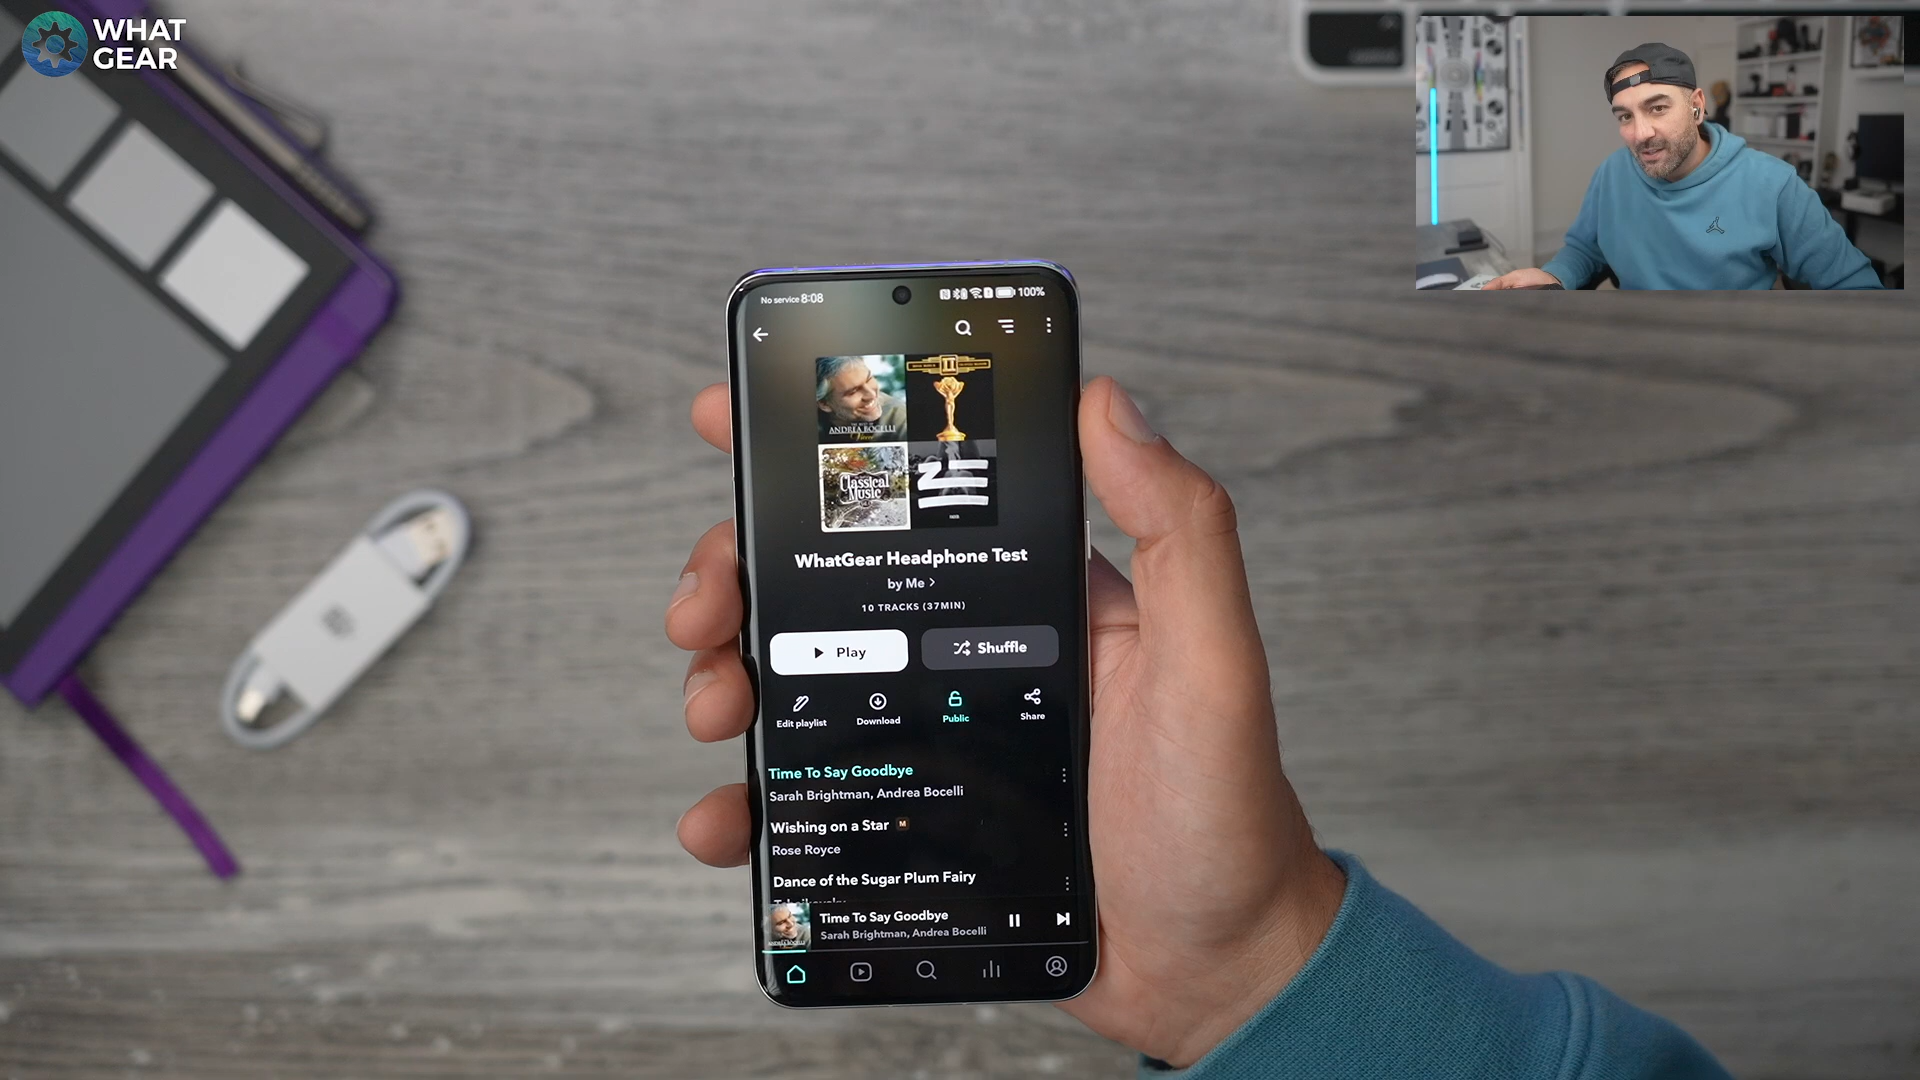 WHAT
GEAR
No service 8:08
100%
ANDREA BOCELLI
II
Classical
Music
WhatGear Headphone Test
by Me >
10 TRACKS (37MIN)
Play
Shuffle
Edit playlist
Download
Public
Share
Time To Say Goodbye
Sarah Brightman, Andrea Bocelli
Wishing on a Star M
Rose Royce
Dance of the Sugar Plum Fairy
Time To Say Goodbye
Sarah Brightman, Andrea Bocelli